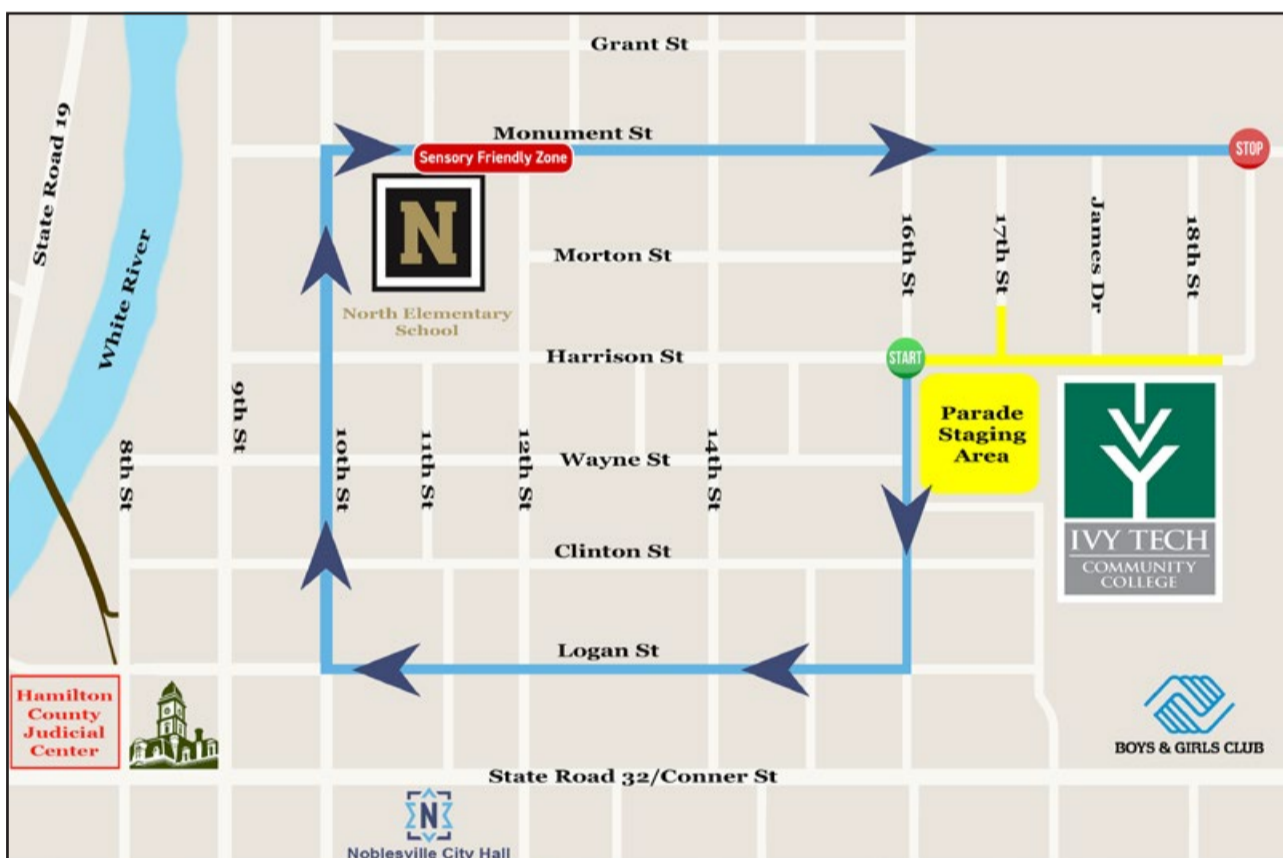 Grant St
Monument St
Sensory Friendly Zone
STOP
State Road 19
White River
N
North Elementary
School
Morton St
16th St
17th St
James Dr
18th St
Harrison St
START
9th St
8th St
10th St
11th St
12th St
14th St
Wayne St
Parade
Staging
Area
Clinton St
IVY TECH
COMMUNITY
COLLEGE
Logan St
Hamilton
County
Judicial
Center
BOYS & GIRLS CLUB
State Road 32/Conner St
N
Noblesville City Hall